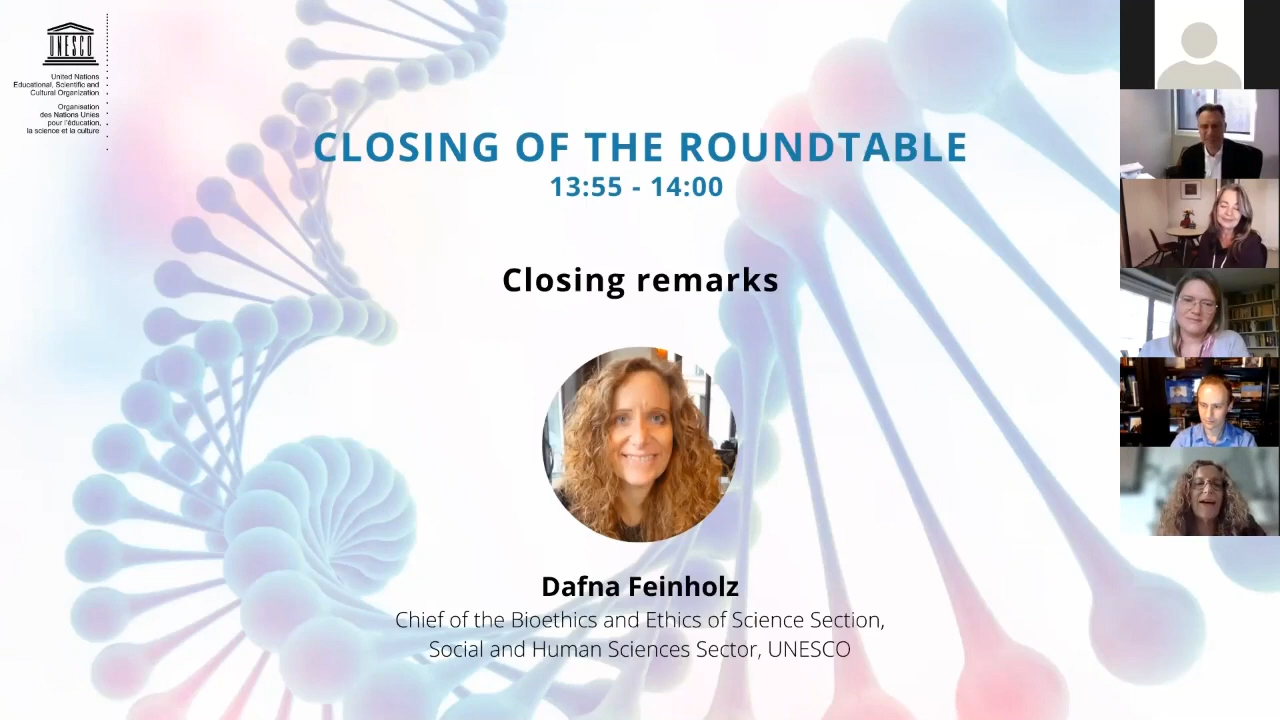 UNESCO
United Nations
Educational, Scientific and
Cultural Organization
Organisation
des Nations Unies
pour l'éducation,
la science et la culture
CLOSING OF THE ROUNDTABLE
13:55 - 14:00
Closing remarks
Dafna Feinholz
Chief of the Bioethics and Ethics of Science Section,
Social and Human Sciences Sector, UNESCO